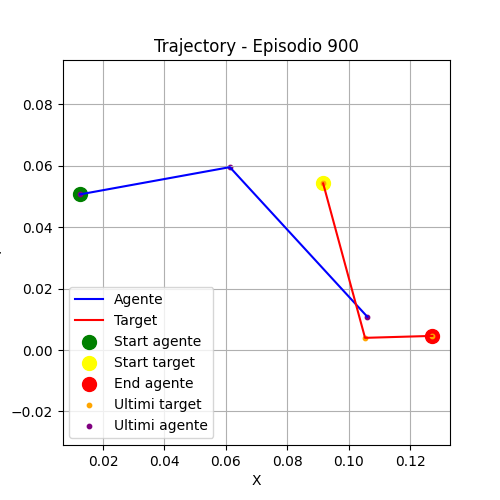 Trajectory - Episodio 900
0.08
0.06
0.04
0.02
0.00
−0.02
Agente
Target
Start agente
Start target
End agente
Ultimi target
Ultimi agente
0.02 0.04 0.06 0.08 0.10 0.12
X